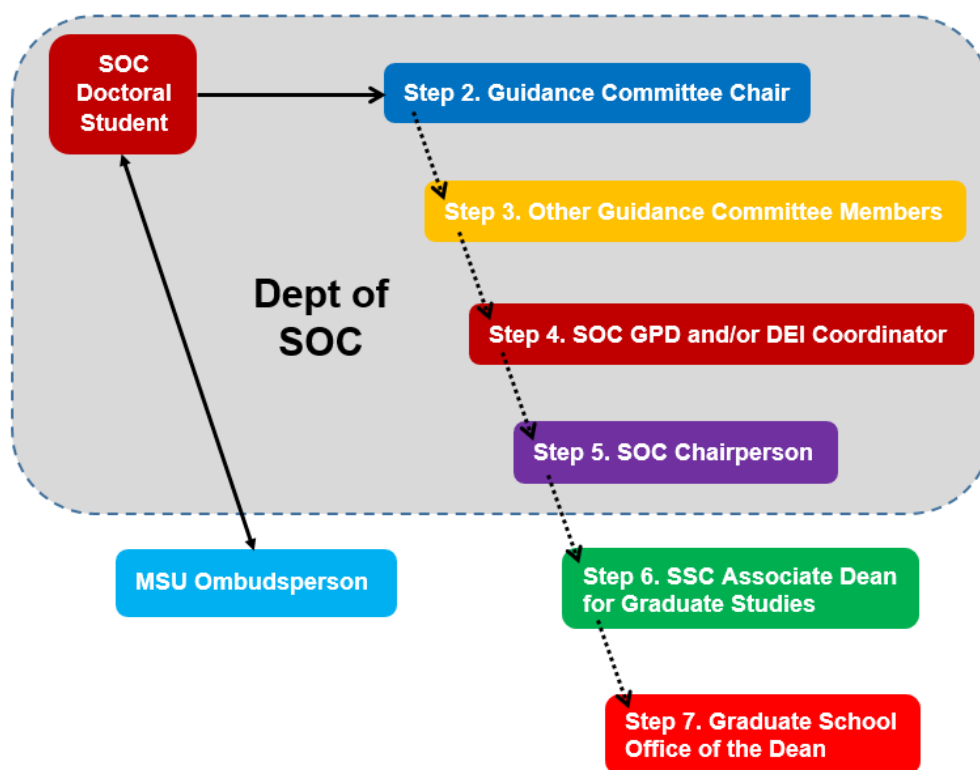 SOC
Doctoral
Student
Step 2. Guidance Committee Chair
Step 3. Other Guidance Committee Members
Dept of
SOC
Step 4. SOC GPD and/or DEI Coordinator
Step 5. SOC Chairperson
MSU Ombudsperson
Step 6. SSC Associate Dean
for Graduate Studies
Step 7. Graduate School
Office of the Dean